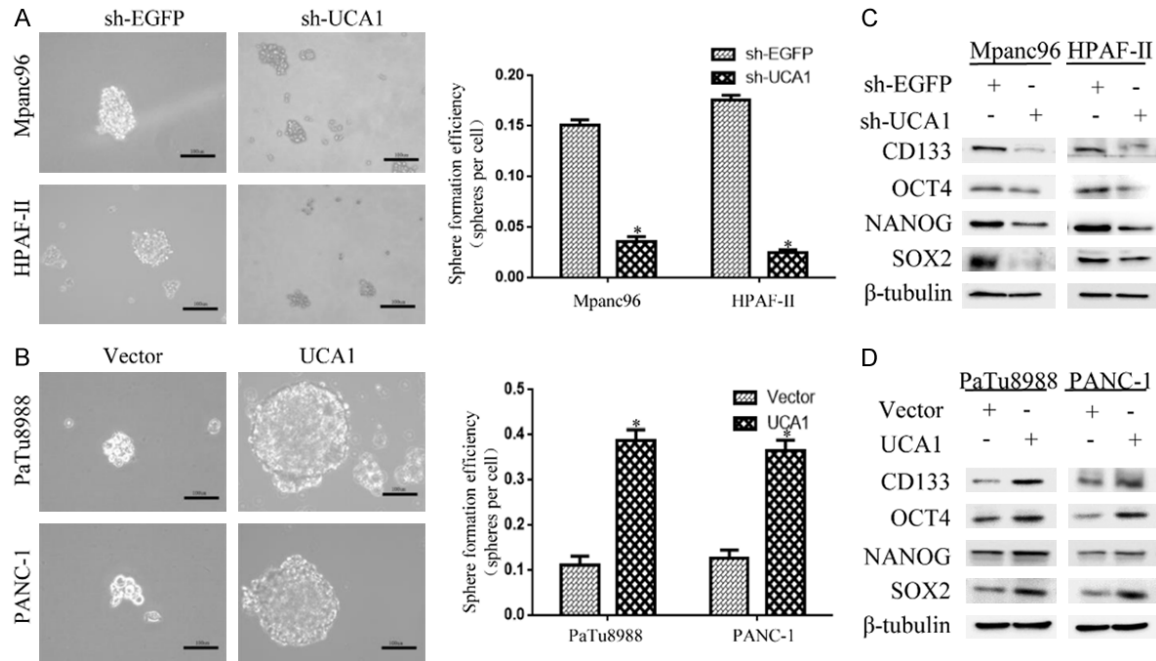 A
sh-EGFP
sh-UCA1
Mpanc96
HPAF-II
Sphere formation efficiency
(spheres per cell)
0.20
0.15
0.10
0.05
0.00
sh-EGFP
sh-UCA1
*
*
Mpanc96
HPAF-II
B
Vector
UCA1
PaTu8988
PANC-1
Sphere formation efficiency
(spheres per cell)
0.5
0.4
0.3
0.2
0.1
0.0
Vector
UCA1
*
*
PaTu8988
PANC-1
C
Mpanc96 HPAF-II
sh-EGFP + - + -
sh-UCA1 - + - +
CD133
OCT4
NANOG
SOX2
β-tubulin
D
PaTu8988 PANC-1
Vector + - + -
UCA1 - + - +
CD133
OCT4
NANOG
SOX2
β-tubulin